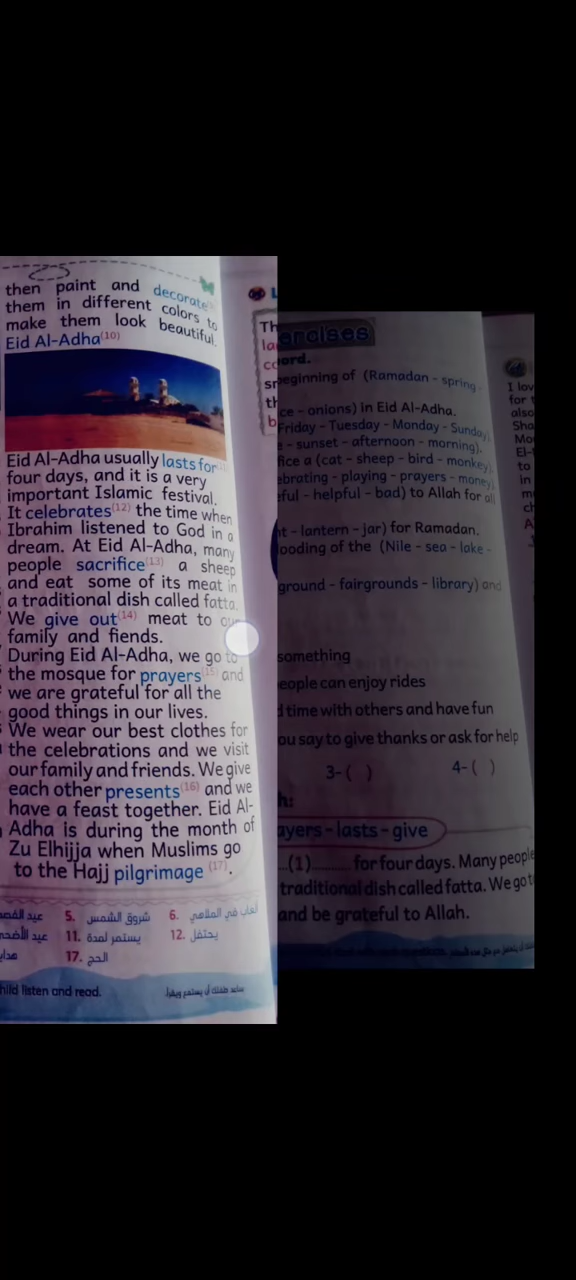 then paint and decorate
them in different colors to
make them look beautiful.
Eid Al-Adha(10)
Eid Al-Adha usually lasts for
four days, and it is a very
important Islamic festival.
It celebrates(12) the time when
Ibrahim listened to God in a
dream. At Eid Al-Adha, many
people sacrifice(13) a sheep
and eat some of its meat in
a traditional dish called fatta.
We give out(14) meat to our
family and fiends.
During Eid Al-Adha, we go to
the mosque for prayers(15) and
we are grateful for all the
good things in our lives.
We wear our best clothes for
the celebrations and we visit
our family and friends. We give
each other presents(16) and we
have a feast together. Eid Al-
Adha is during the month of
Zu Elhijja when Muslims go
to the Hajj pilgrimage (17).
5. شروق الشمس 6. ألعاب في الملاهي
11. يستمر لمدة 12. يحتفل
17. الحج
child listen and read. ساعد طفلك أن يستمع ويقرأ.
ercises
ord.
beginning of (Ramadan - spring -
ce - onions) in Eid Al-Adha.
Friday - Tuesday - Monday - Sunday).
e - sunset - afternoon - morning).
fice a (cat - sheep - bird - monkey).
ebrating - playing - prayers - money)
eful - helpful - bad) to Allah for all
t - lantern - jar) for Ramadan.
looding of the (Nile - sea - lake -
ground - fairgrounds - library) and
something
eople can enjoy rides
d time with others and have fun
ou say to give thanks or ask for help
3- ( ) 4- ( )
h:
ayers - lasts - give
...(1)........ for four days. Many people
traditional dish called fatta. We go t
and be grateful to Allah.
I lov
for t
also
Sha
Mo
El-
to
in